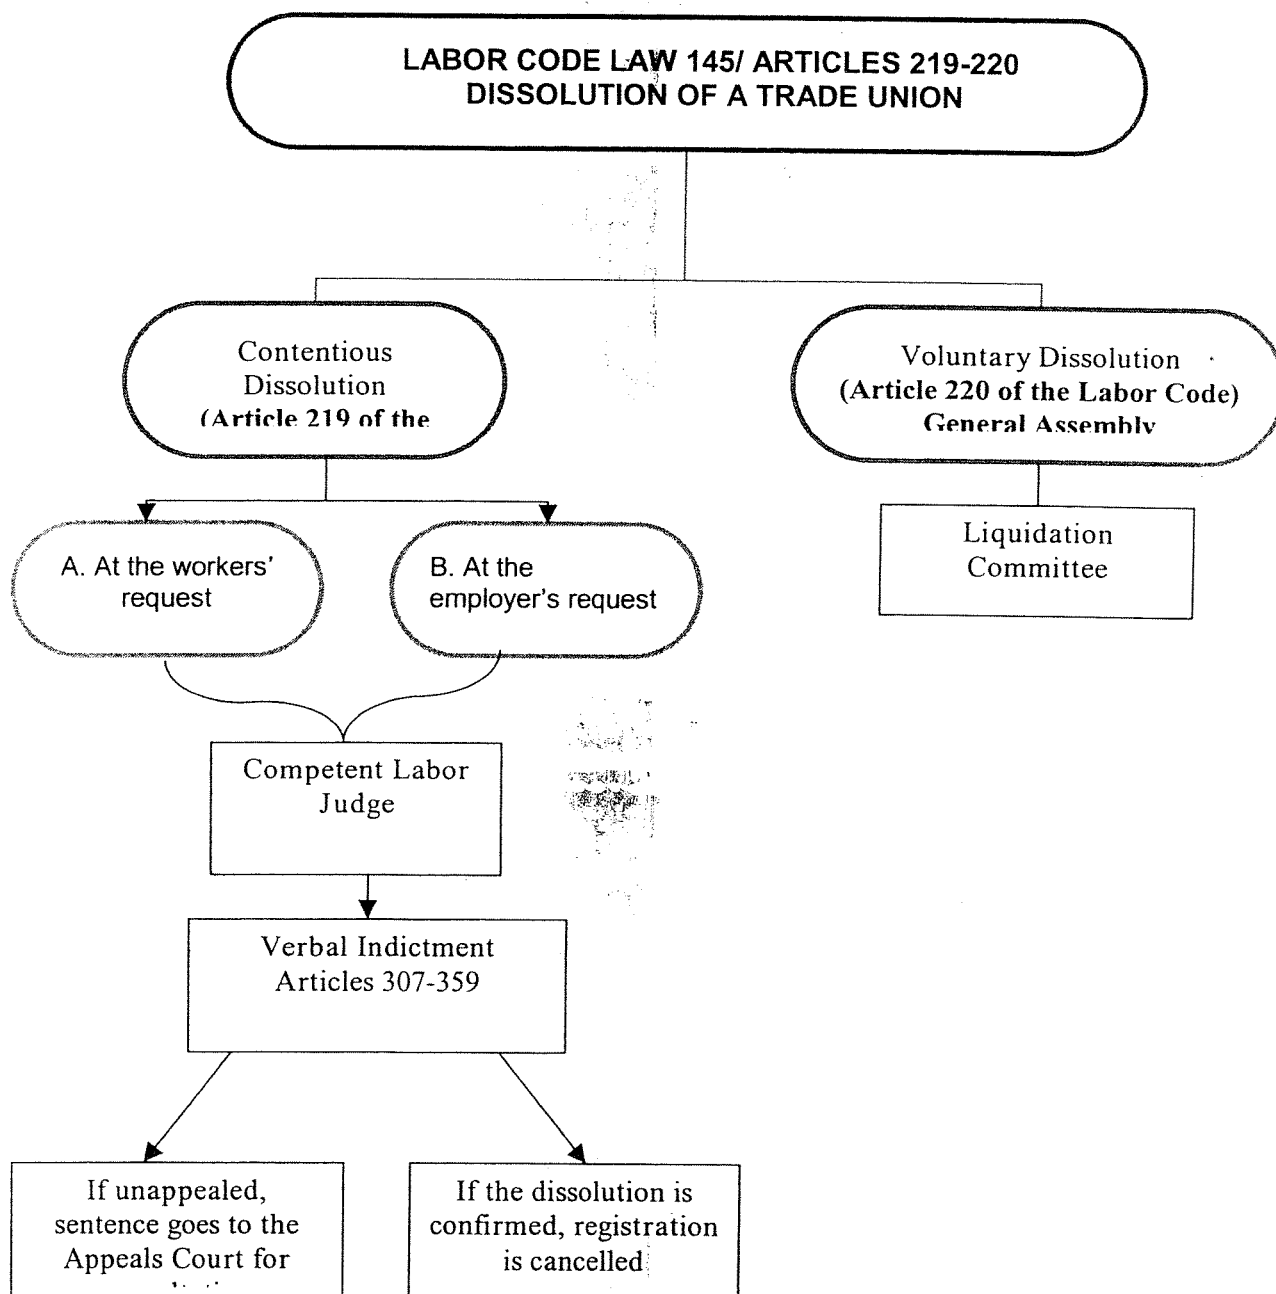 LABOR CODE LAW 145/ ARTICLES 219-220
DISSOLUTION OF A TRADE UNION
Contentious
Dissolution
(Article 219 of the
Voluntary Dissolution
(Article 220 of the Labor Code)
General Assembly
A. At the workers’
request
B. At the
employer’s request
Liquidation
Committee
Competent Labor
Judge
Verbal Indictment
Articles 307-359
If unappealed,
sentence goes to the
Appeals Court for
If the dissolution is
confirmed, registration
is cancelled